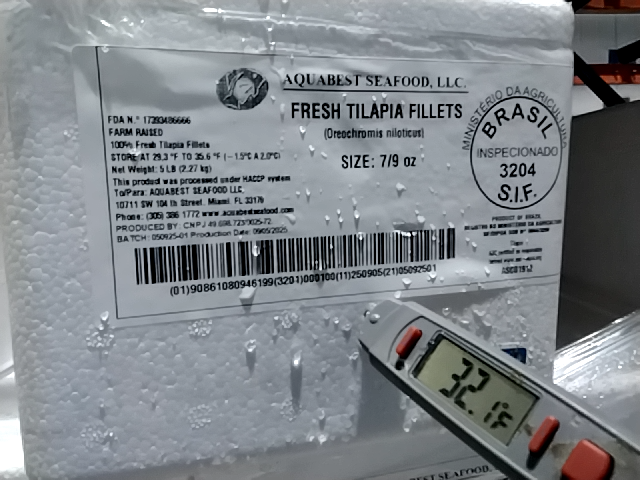 AQUABEST SEAFOOD, LLC.
FRESH TILAPIA FILLETS
(Oreochromis niloticus)
SIZE: 7/9 oz
FDA N.° 17393486666
FARM RAISED
100% Fresh Tilapia Fillets
STORE AT 29.3 °F TO 35.6 °F (-1.5°C A 2.0°C)
Net Weight: 5 LB (2.27 kg)
This product was processed under HACCP system
To/Para: AQUABEST SEAFOOD LLC
10711 SW 104 th Street, Miami, FL 33176
Phone: (305) 386 1772 www.aquabestseafood.com
PRODUCED BY: CNPJ
BATCH: 050925-01 Production Date: 09/05/2025
(01)90861080946199(3201)000100(11)250905(21)05092501
MINISTÉRIO DA AGRICULTURA
BRASIL
INSPECIONADO
3204
S.I.F.
PRODUCT OF BRAZIL
32.1°F
SEAFOOD, LLC.